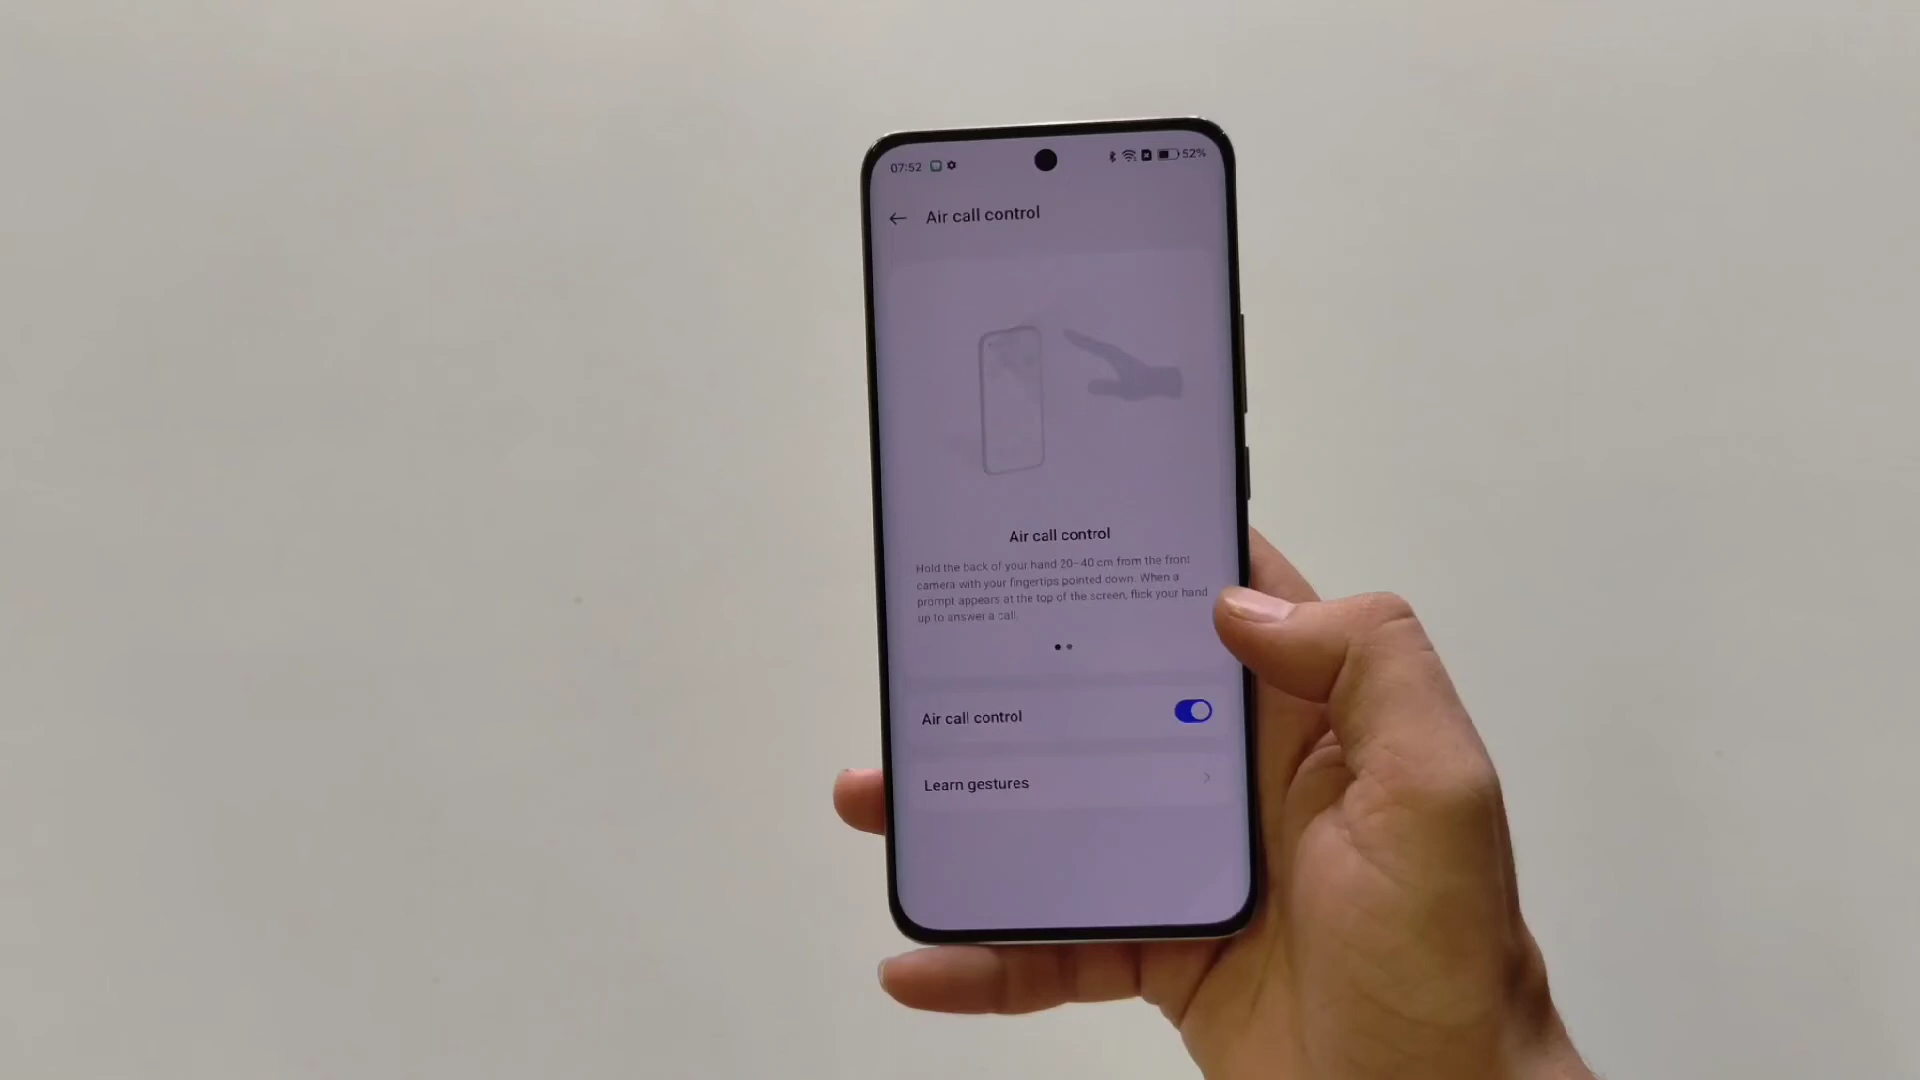 07:52 52%
Air call control
Air call control
Hold the back of your hand 20–40 cm from the front
camera with your fingertips pointed down. When a
prompt appears at the top of the screen, flick your hand
up to answer a call.
Air call control
Learn gestures